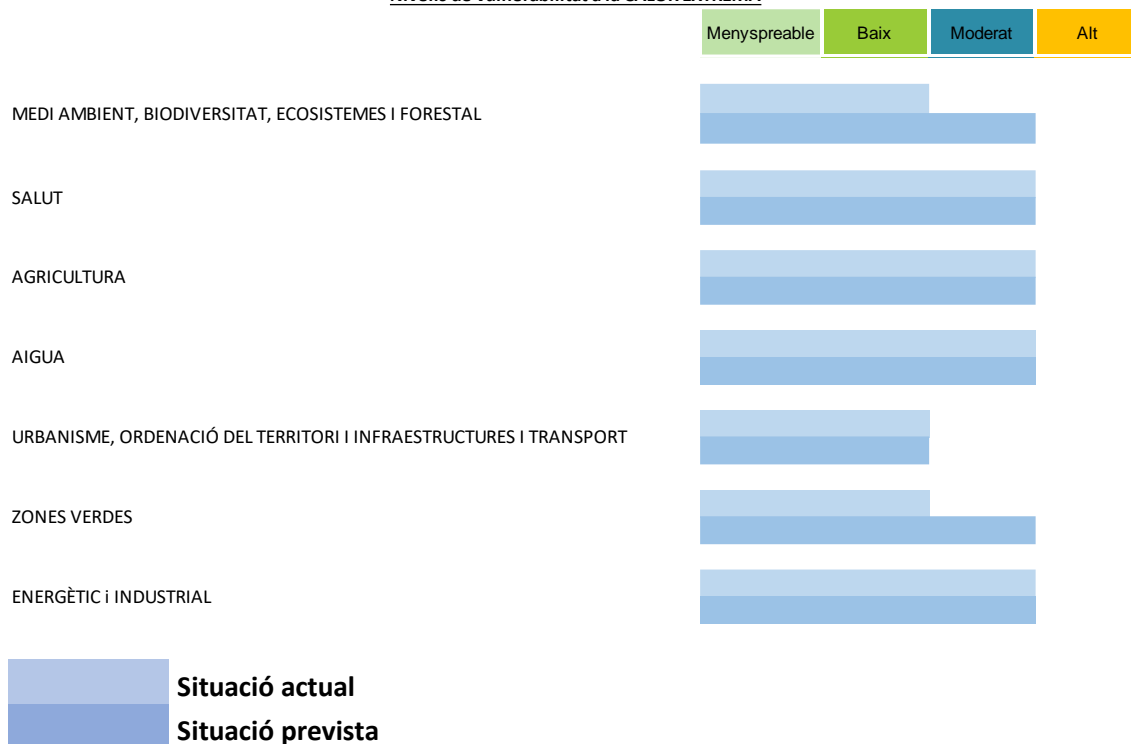 Menyspreable Baix Moderat Alt
MEDI AMBIENT, BIODIVERSITAT, ECOSISTEMES I FORESTAL
SALUT
AGRICULTURA
AIGUA
URBANISME, ORDENACIÓ DEL TERRITORI I INFRAESTRUCTURES I TRANSPORT
ZONES VERDES
ENERGÈTIC i INDUSTRIAL
Situació actual
Situació prevista